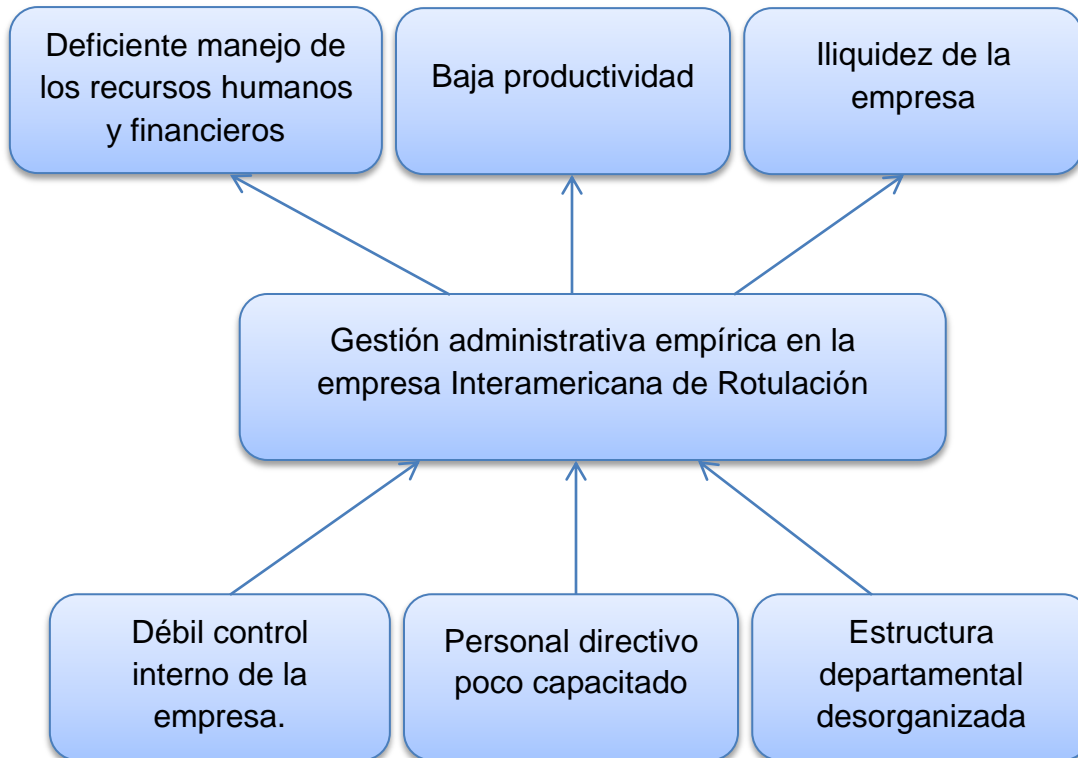 Deficiente manejo de
los recursos humanos
y financieros
Baja productividad
Iliquidez de la
empresa
Gestión administrativa empírica en la
empresa Interamericana de Rotulación
Débil control
interno de la
empresa.
Personal directivo
poco capacitado
Estructura
departamental
desorganizada